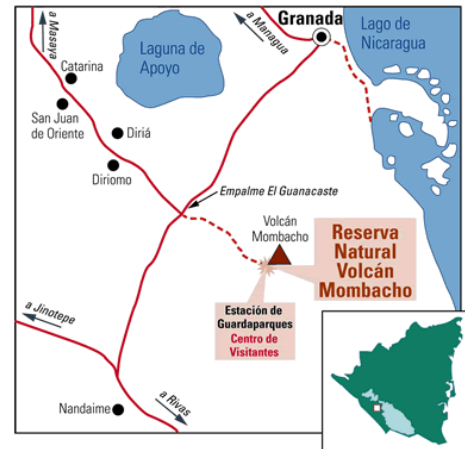 a Masaya
a Managua
Granada
Lago de
Nicaragua
Laguna de
Apoyo
Catarina
San Juan
de Oriente
Diriá
Diriomo
Empalme El Guanacaste
Volcán
Mombacho
Reserva
Natural
Volcán
Mombacho
Estación de
Guardaparques
Centro de
Visitantes
a Jinotepe
Nandaime
a Rivas